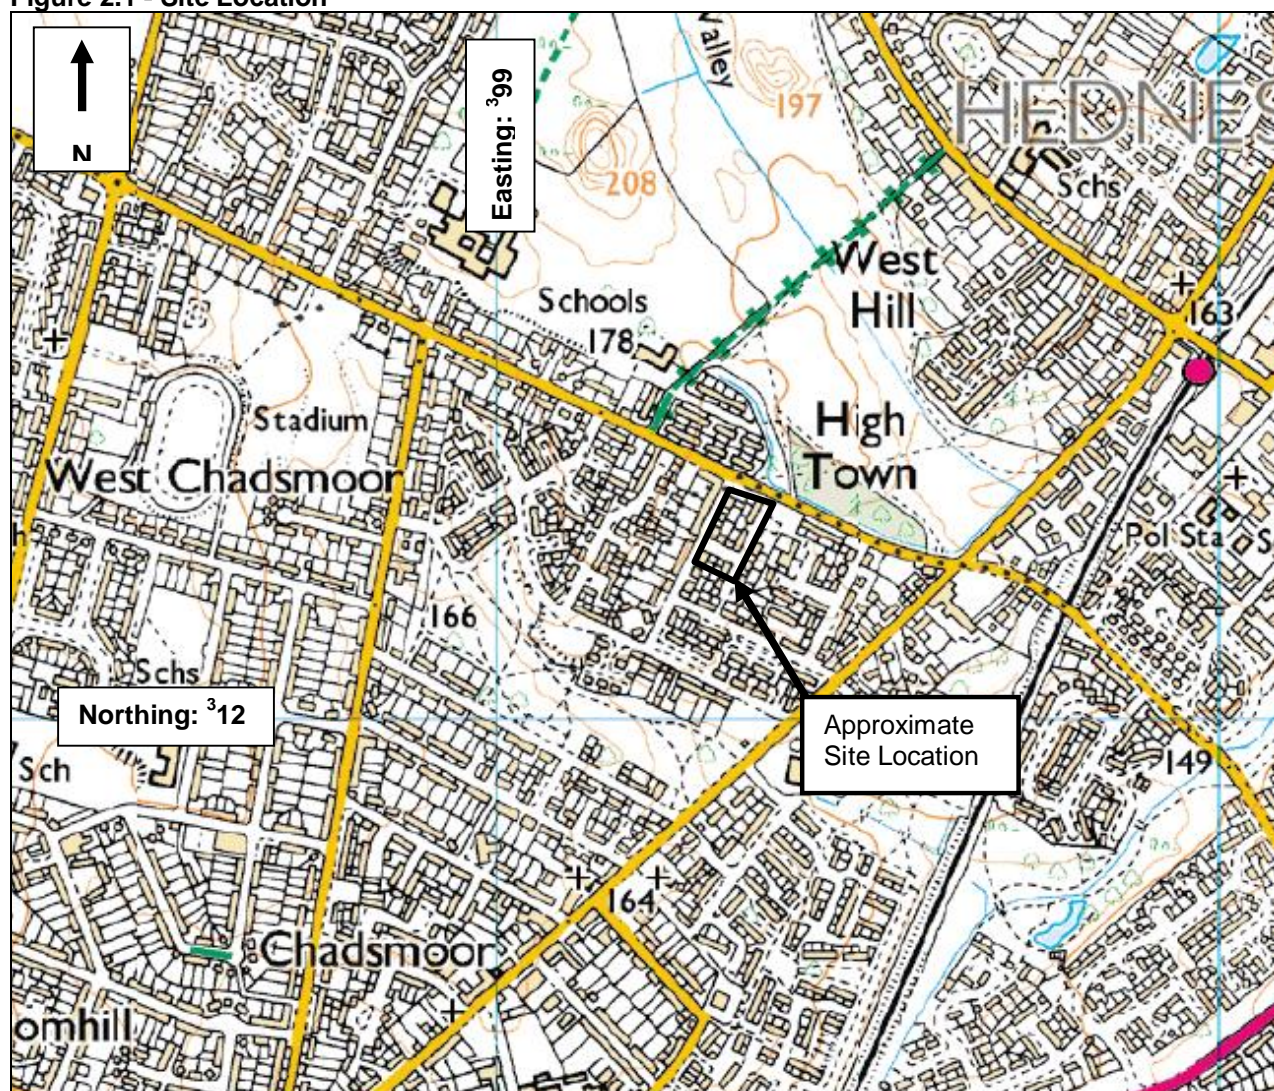 Figure 2.1 - Site Location
N
Easting: ³99
Valley
197
HEDNES
208
Schs
West
Hill
Schools
178
163
Stadium
High
Town
West Chadsmoor
Pol Sta
S
h
166
Schs
Northing: ³12
Approximate
Site Location
149
Sch
164
Chadsmoor
omhill